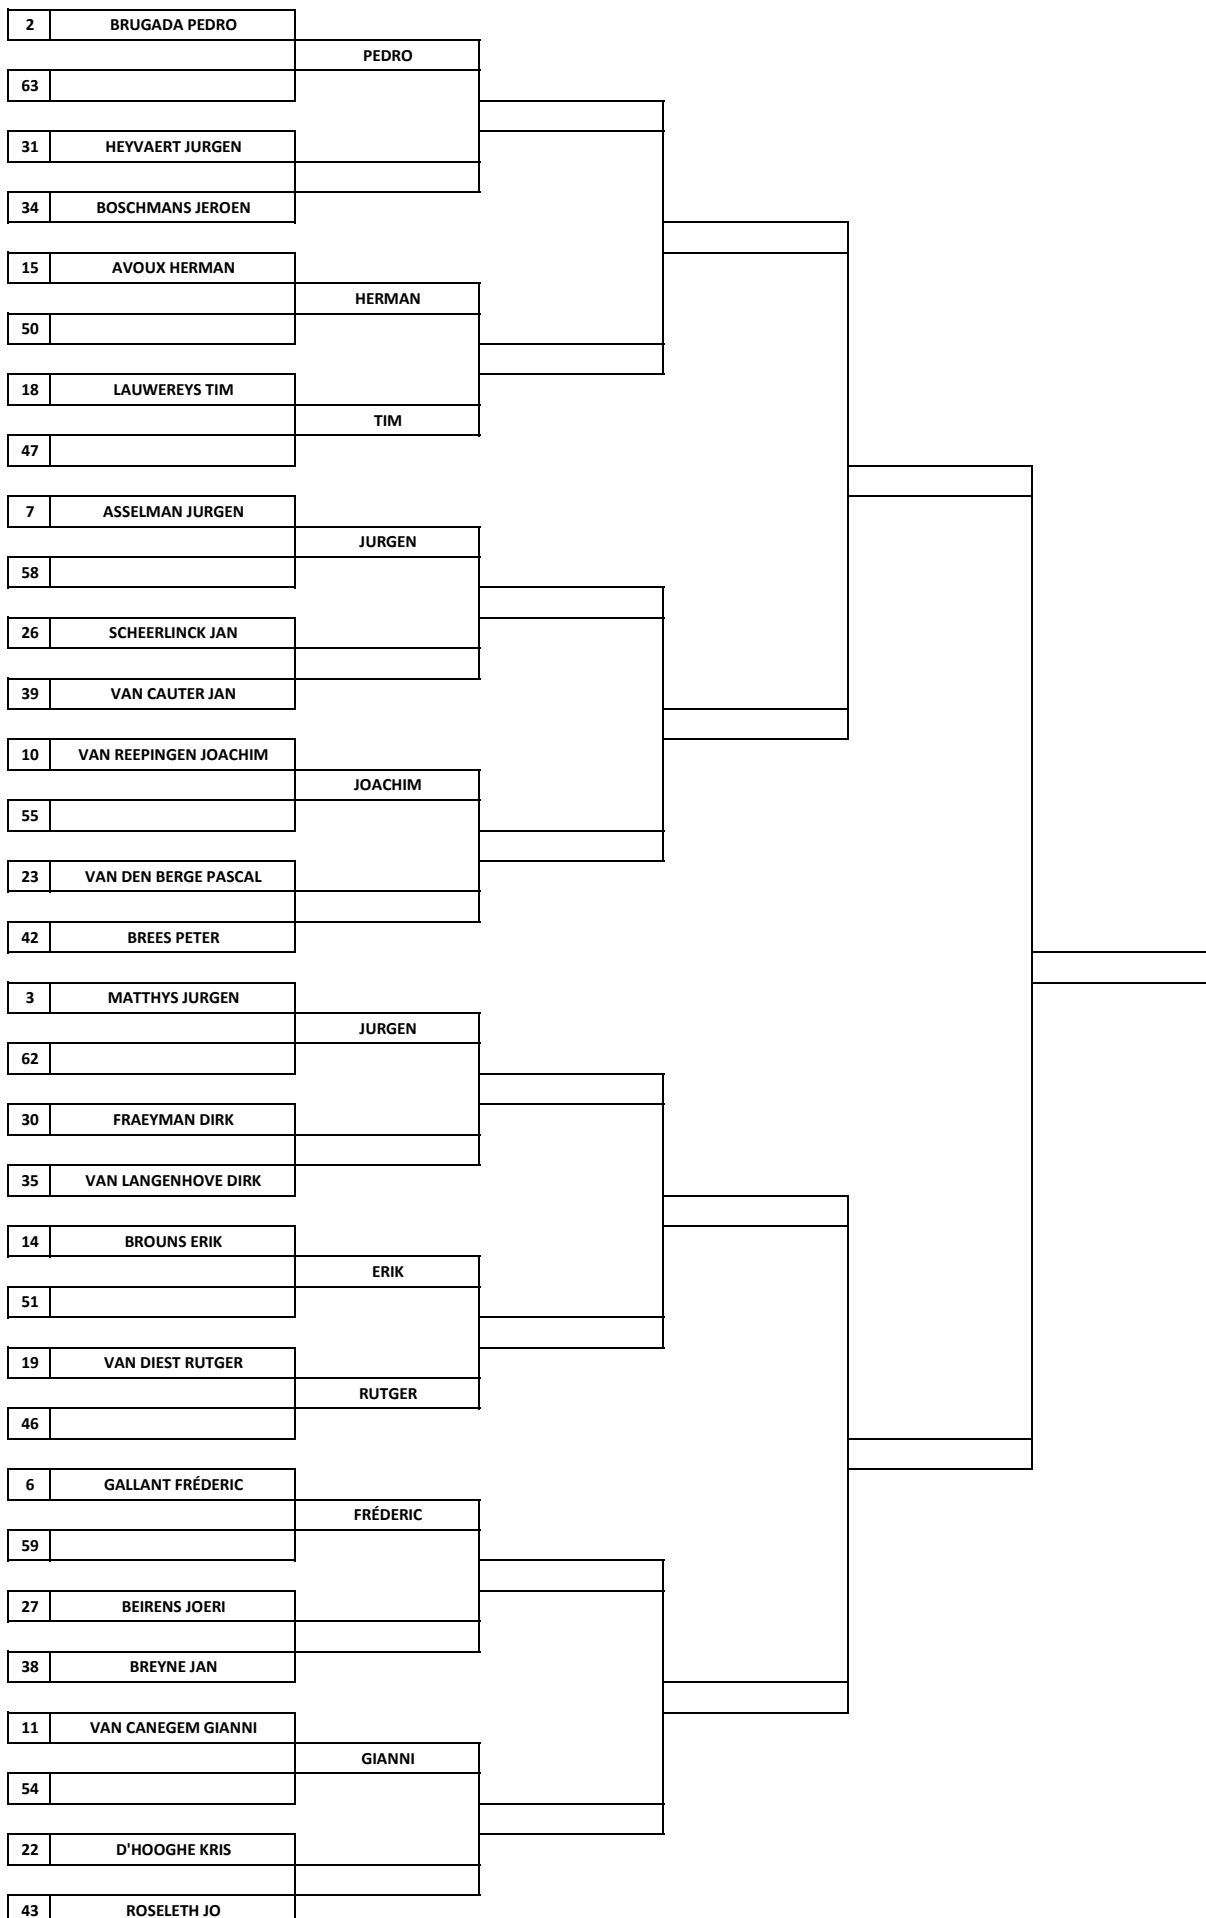 2 BRUGADA PEDRO
PEDRO
63
31 HEYVAERT JURGEN
34 BOSCHMANS JEROEN
15 AVOUX HERMAN
HERMAN
50
18 LAUWEREYS TIM
TIM
47
7 ASSELMAN JURGEN
JURGEN
58
26 SCHEERLINCK JAN
39 VAN CAUTER JAN
10 VAN REEPINGEN JOACHIM
JOACHIM
55
23 VAN DEN BERGE PASCAL
42 BREES PETER
3 MATTHYS JURGEN
JURGEN
62
30 FRAEYMAN DIRK
35 VAN LANGENHOVE DIRK
14 BROUNS ERIK
ERIK
51
19 VAN DIEST RUTGER
RUTGER
46
6 GALLANT FRÉDERIC
FRÉDERIC
59
27 BEIRENS JOERI
38 BREYNE JAN
11 VAN CANEGEM GIANNI
GIANNI
54
22 D'HOOGHE KRIS
43 ROSELETH JO